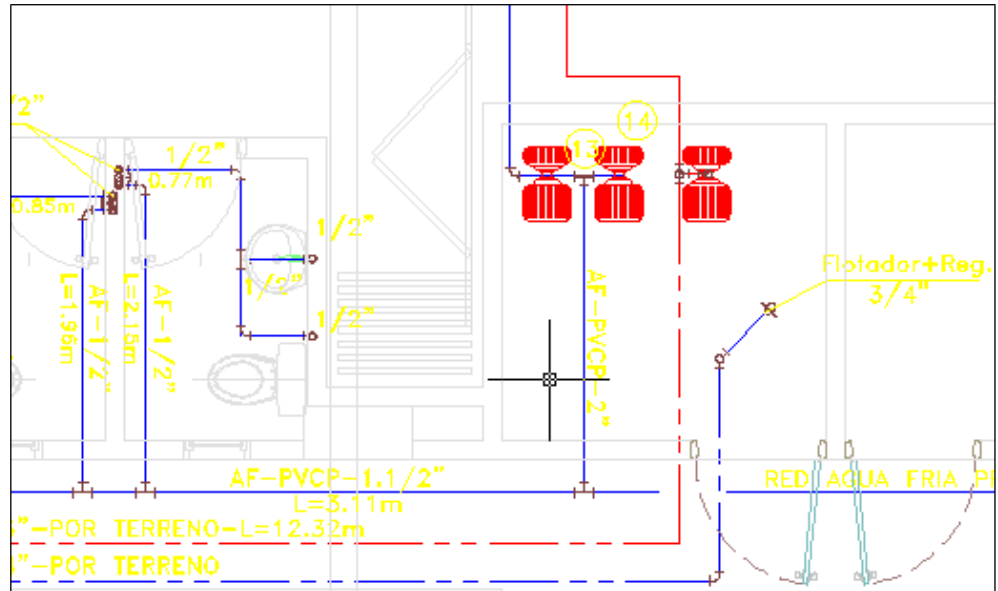 /2"
1/2"
0.77m
0.85m
13
14
1/2"
1/2"
1/2"
AF-1/2"
L=1.96m
AF-1/2"
L=2.15m
AF-PVCP-2"
Flotador+Reg.
3/4"
AF-PVCP-1.1/2"
L=3.11m
RED AGUA FRIA
"-POR TERRENO-L=12.32m
"-POR TERRENO